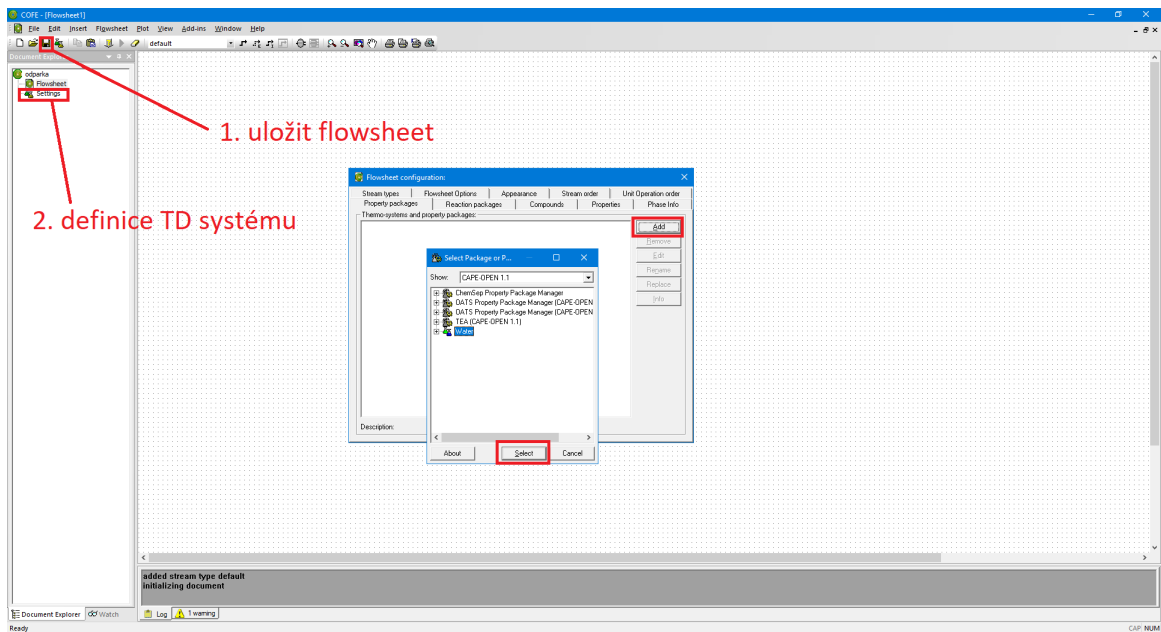 COFE - [Flowsheet1]
File Edit Insert Flowsheet Plot View Add-ins Window Help
default
Document Explorer
odparka
Flowsheet
Settings
1. uložit flowsheet
2. definice TD systému
Flowsheet configuration:
Stream types Flowsheet Options Appearance Stream order Unit Operation order
Property packages Reaction packages Compounds Properties Phase Info
Thermo-systems and property packages:
Add
Remove
Edit
Rename
Replace
Info
Select Package or P...
Show: CAPE-OPEN 1.1
ChemSep Property Package Manager
OATS Property Package Manager (CAPE-OPEN
OATS Property Package Manager (CAPE-OPEN
TEA (CAPE-OPEN 1.1)
Water
Description:
About Select Cancel
added stream type default
initializing document
Document Explorer Watch
Log 1 warning
Ready
CAP NUM